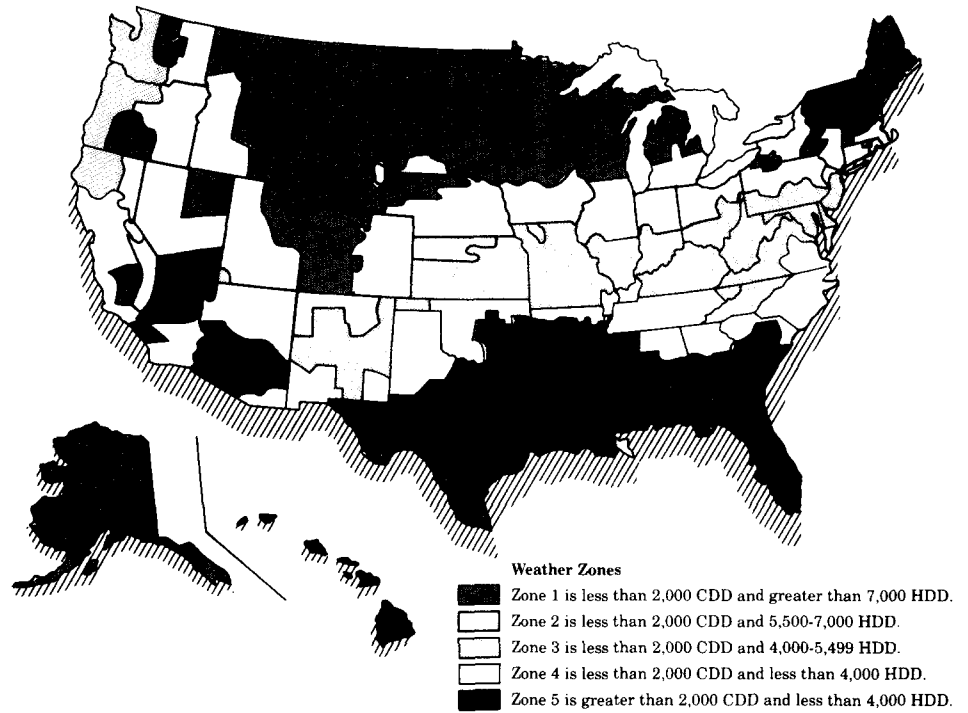 Weather Zones
Zone 1 is less than 2,000 CDD and greater than 7,000 HDD.
Zone 2 is less than 2,000 CDD and 5,500-7,000 HDD.
Zone 3 is less than 2,000 CDD and 4,000-5,499 HDD.
Zone 4 is less than 2,000 CDD and less than 4,000 HDD.
Zone 5 is greater than 2,000 CDD and less than 4,000 HDD.